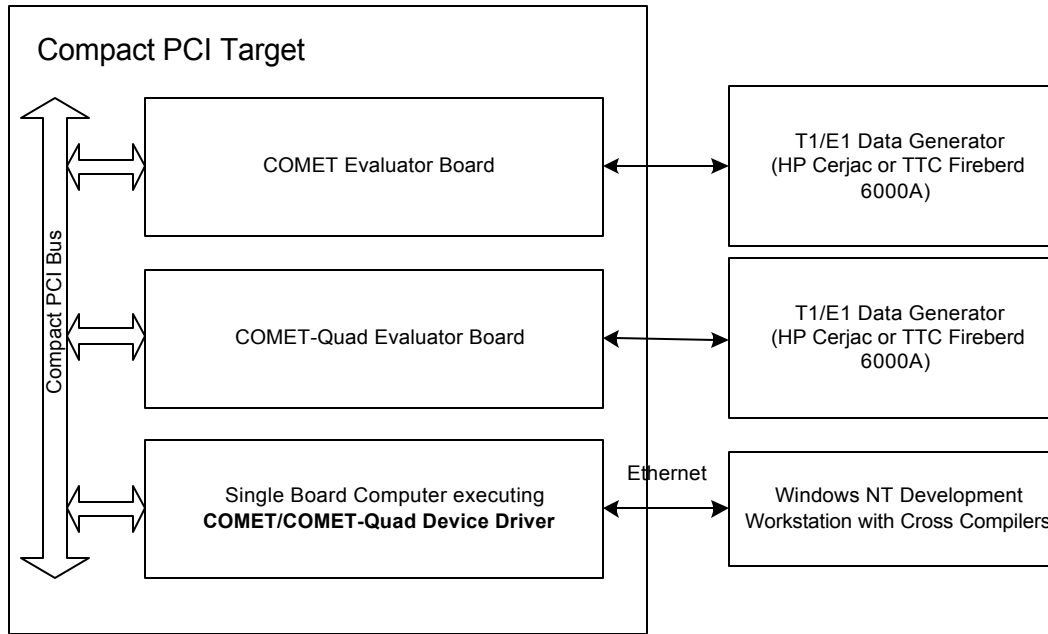 Compact PCI Target
Compact PCI Bus
COMET Evaluator Board
T1/E1 Data Generator
(HP Cerjac or TTC Fireberd
6000A)
COMET-Quad Evaluator Board
T1/E1 Data Generator
(HP Cerjac or TTC Fireberd
6000A)
Single Board Computer executing
COMET/COMET-Quad Device Driver
Ethernet
Windows NT Development
Workstation with Cross Compilers